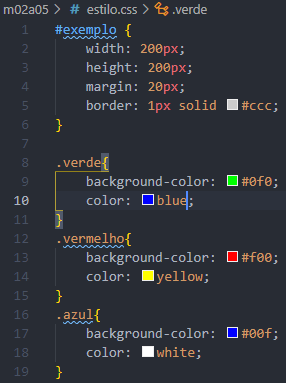 m02a05 > # estilo.css > .verde
1 #exemplo {
2 width: 200px;
3 height: 200px;
4 margin: 20px;
5 border: 1px solid #ccc;
6 }
7
8 .verde{
9 background-color: #0f0;
10 color: blue;
11 }
12 .vermelho{
13 background-color: #f00;
14 color: yellow;
15 }
16 .azul{
17 background-color: #00f;
18 color: white;
19 }